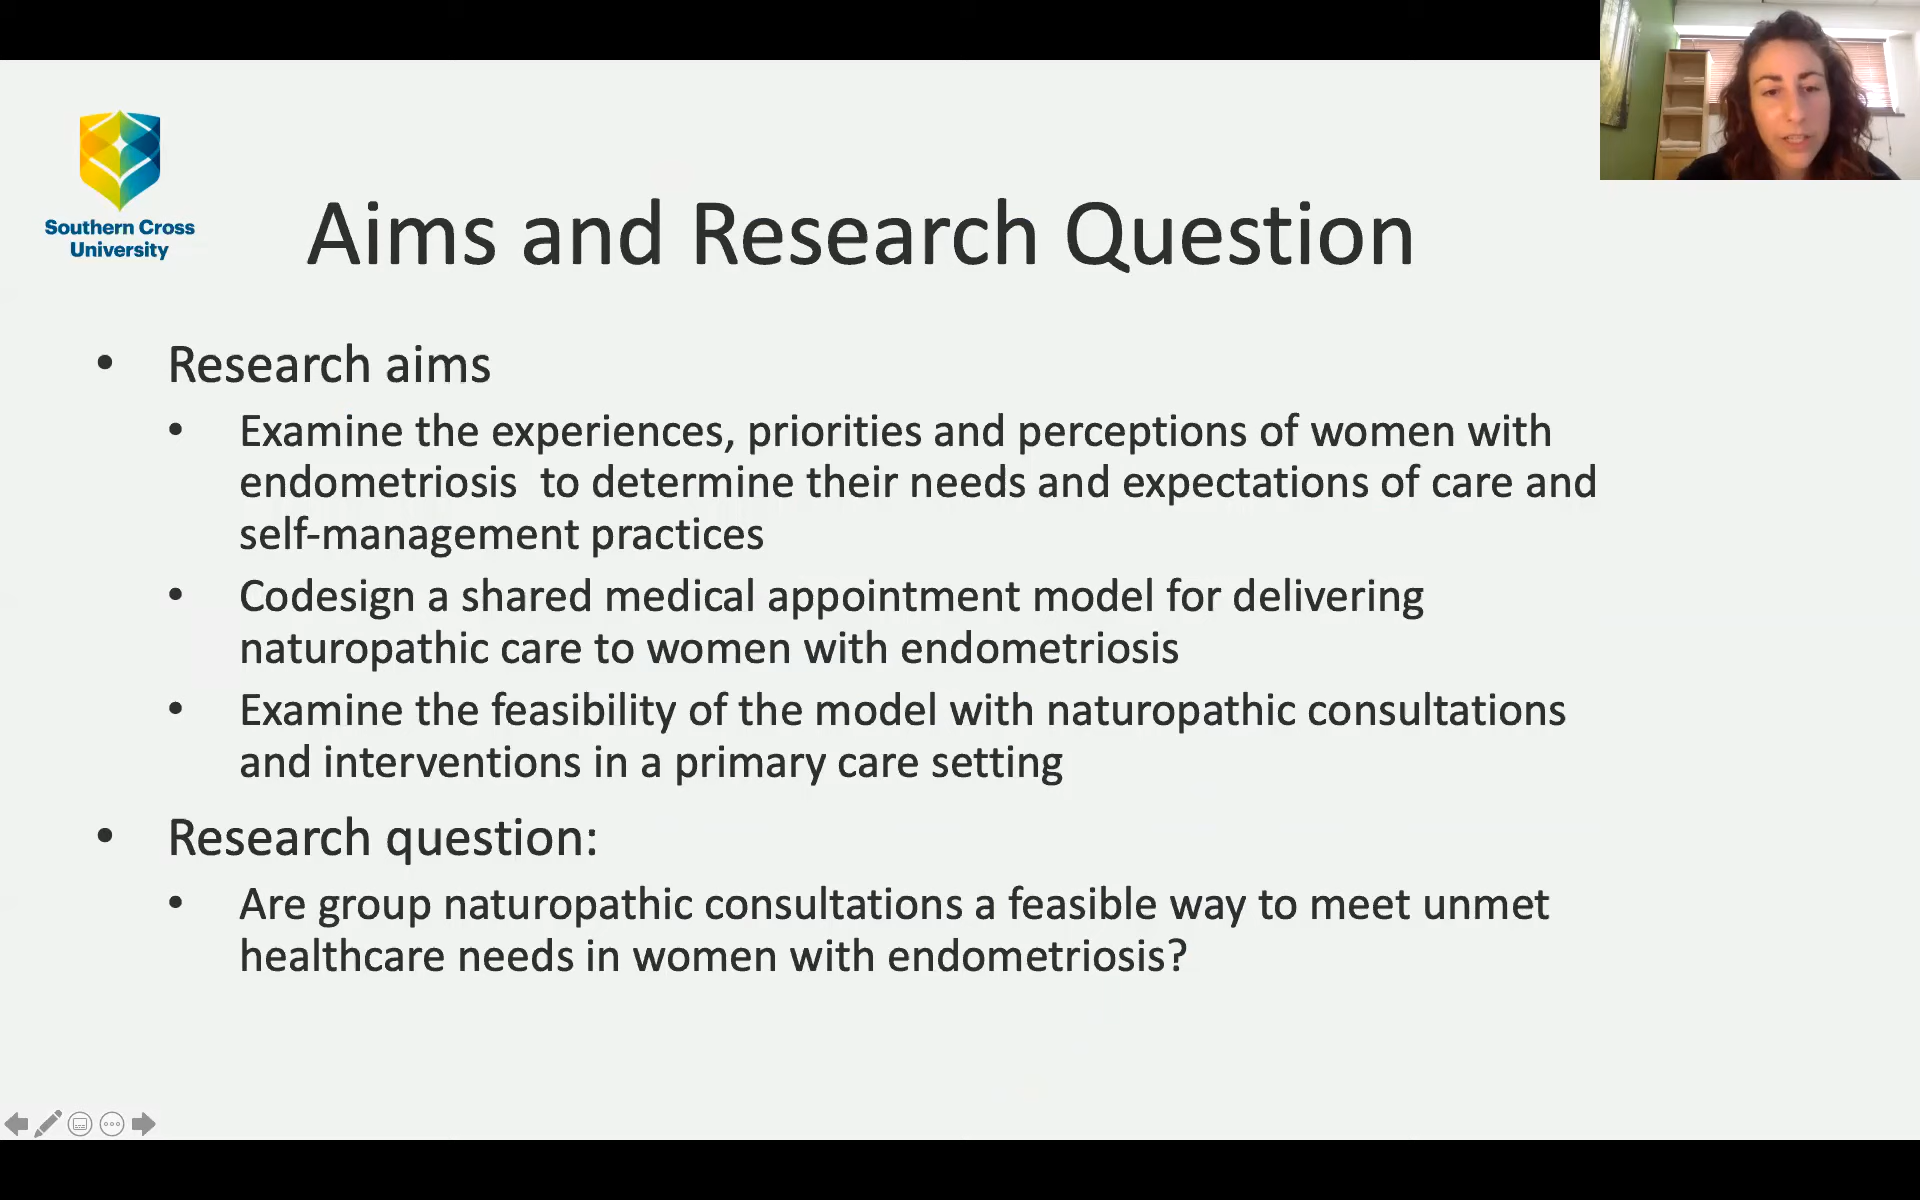 Southern Cross
University
Aims and Research Question
• Research aims
• Examine the experiences, priorities and perceptions of women with
endometriosis  to determine their needs and expectations of care and
self-management practices
• Codesign a shared medical appointment model for delivering
naturopathic care to women with endometriosis
• Examine the feasibility of the model with naturopathic consultations
and interventions in a primary care setting
• Research question:
• Are group naturopathic consultations a feasible way to meet unmet
healthcare needs in women with endometriosis?